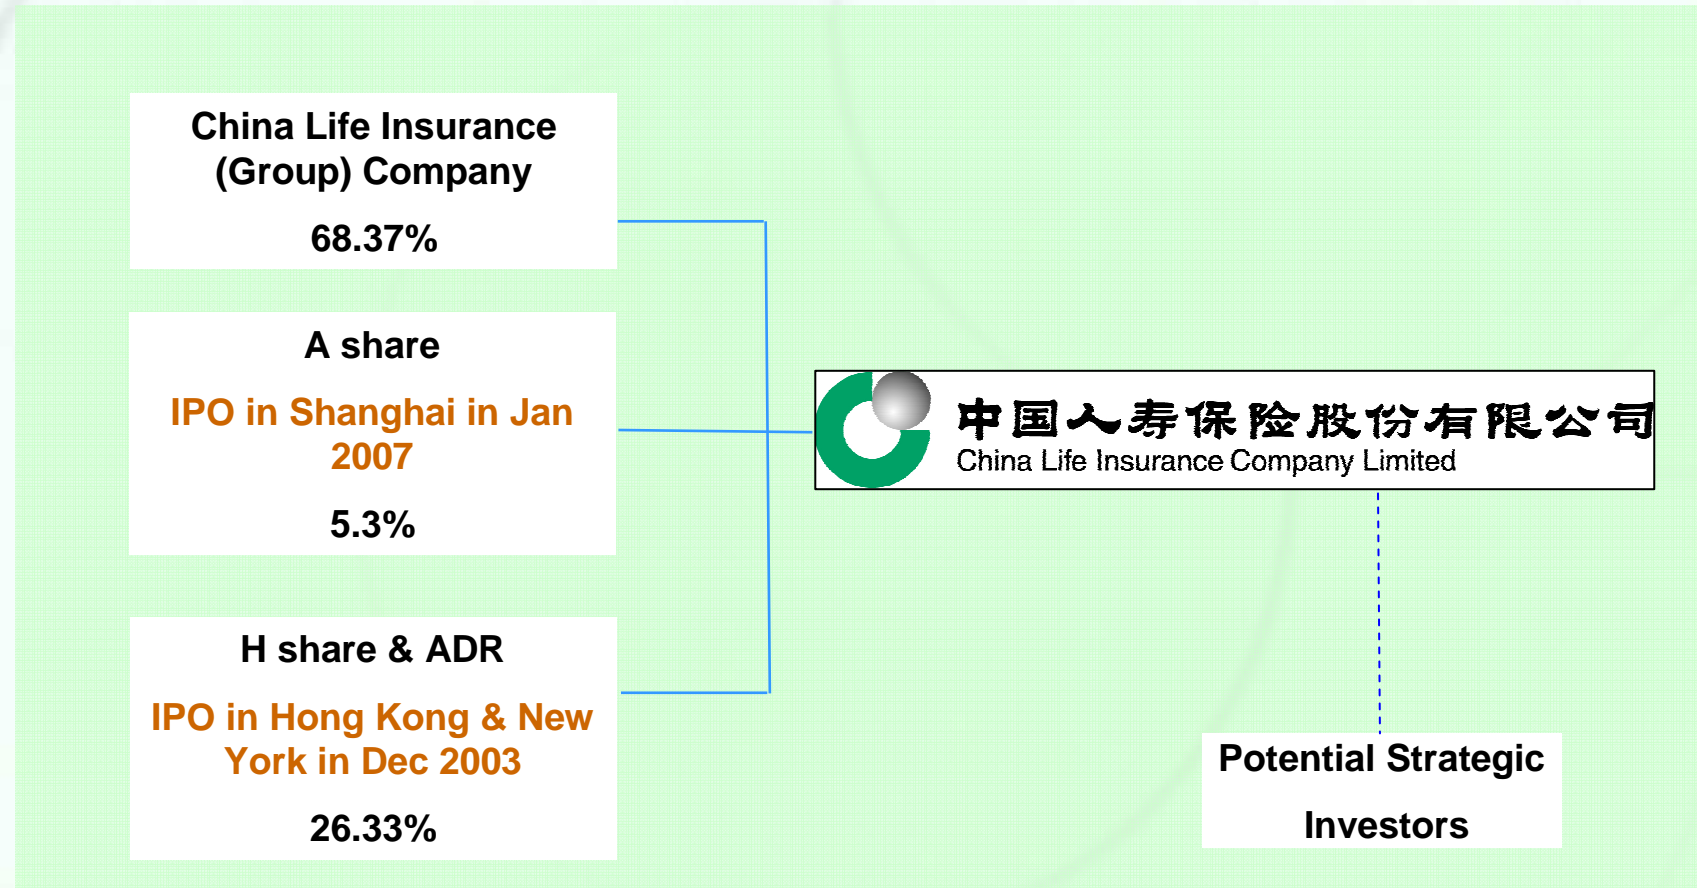 China Life Insurance
(Group) Company
68.37%
A share
IPO in Shanghai in Jan
2007
5.3%
H share & ADR
IPO in Hong Kong & New
York in Dec 2003
26.33%
中国人寿保险股份有限公司
China Life Insurance Company Limited
Potential Strategic
Investors